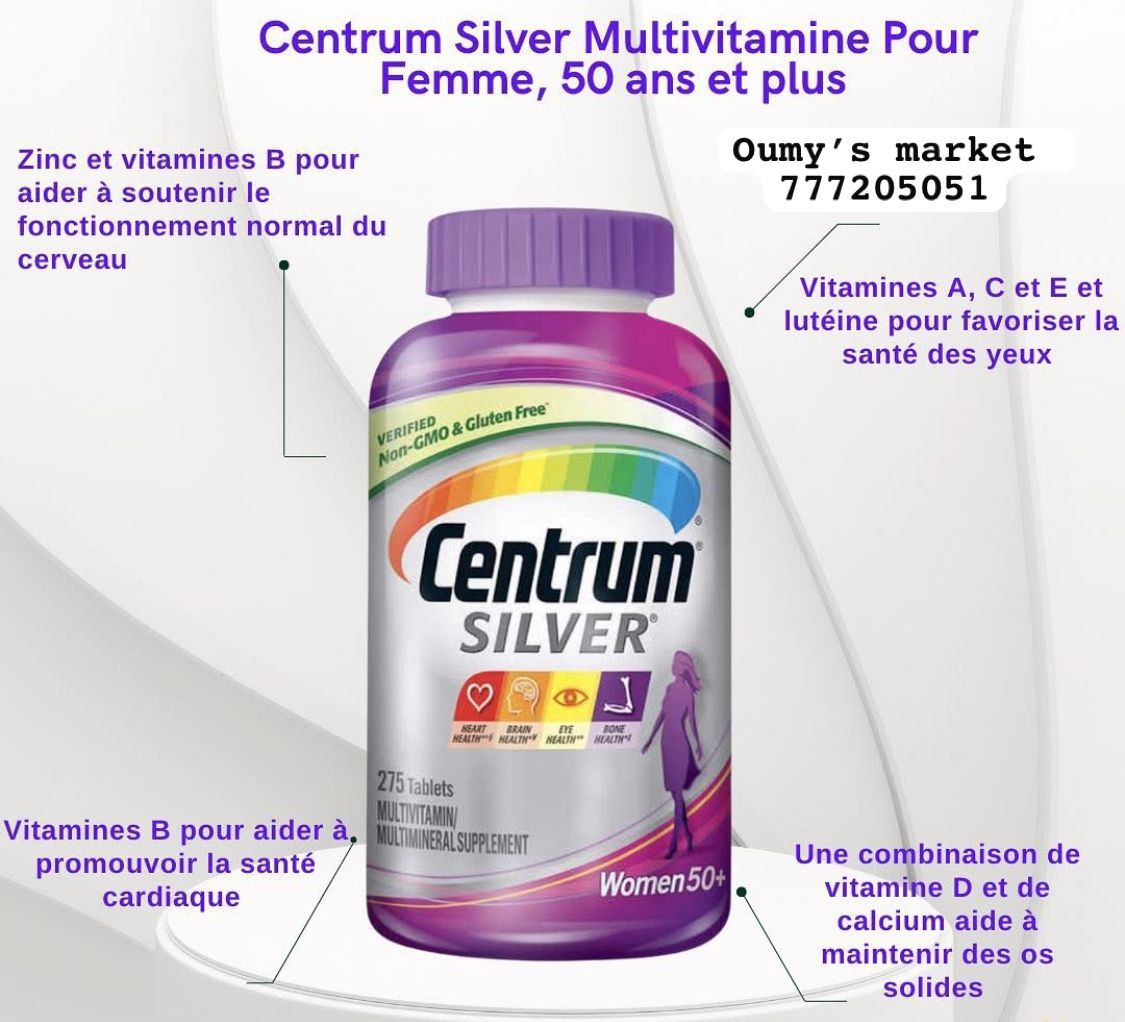 Centrum Silver Multivitamine Pour
Femme, 50 ans et plus
Zinc et vitamines B pour
aider à soutenir le
fonctionnement normal du
cerveau
Oumy’s market
777205051
Vitamines A, C et E et
lutéine pour favoriser la
santé des yeux
VERIFIED
Non-GMO & Gluten Free
Centrum
SILVER
HEART
HEALTH
BRAIN
HEALTH
EYE
HEALTH
BONE
HEALTH
275 Tablets
MULTIVITAMIN/
MULTIMINERAL SUPPLEMENT
Women 50+
Vitamines B pour aider à
promouvoir la santé
cardiaque
Une combinaison de
vitamine D et de
calcium aide à
maintenir des os
solides